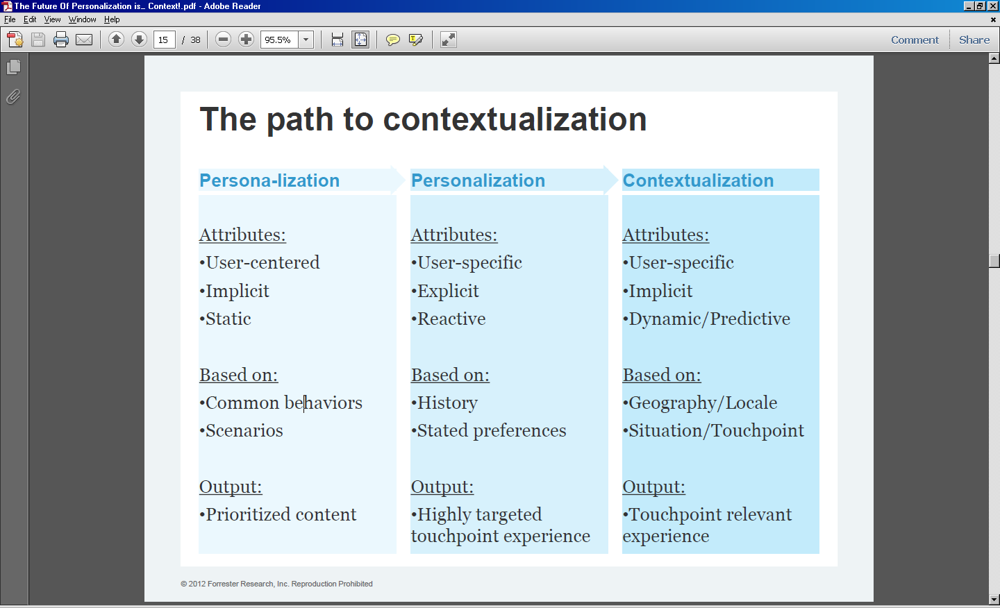 The Future Of Personalization is_ Context!.pdf - Adobe Reader
File Edit View Window Help
15 / 38 95.5% Comment Share
The path to contextualization
Persona-lization
Attributes:
•User-centered
•Implicit
•Static
Based on:
•Common behaviors
•Scenarios
Output:
•Prioritized content
Personalization
Attributes:
•User-specific
•Explicit
•Reactive
Based on:
•History
•Stated preferences
Output:
•Highly targeted
touchpoint experience
Contextualization
Attributes:
•User-specific
•Implicit
•Dynamic/Predictive
Based on:
•Geography/Locale
•Situation/Touchpoint
Output:
•Touchpoint relevant
experience
© 2012 Forrester Research, Inc. Reproduction Prohibited